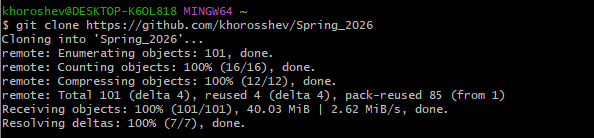 khoroshev@DESKTOP-K6OL818 MINGW64 ~
$ git clone https://github.com/khorosshev/Spring_2026
Cloning into 'Spring_2026'...
remote: Enumerating objects: 101, done.
remote: Counting objects: 100% (16/16), done.
remote: Compressing objects: 100% (12/12), done.
remote: Total 101 (delta 4), reused 4 (delta 4), pack-reused 85 (from 1)
Receiving objects: 100% (101/101), 40.03 MiB | 2.62 MiB/s, done.
Resolving deltas: 100% (7/7), done.